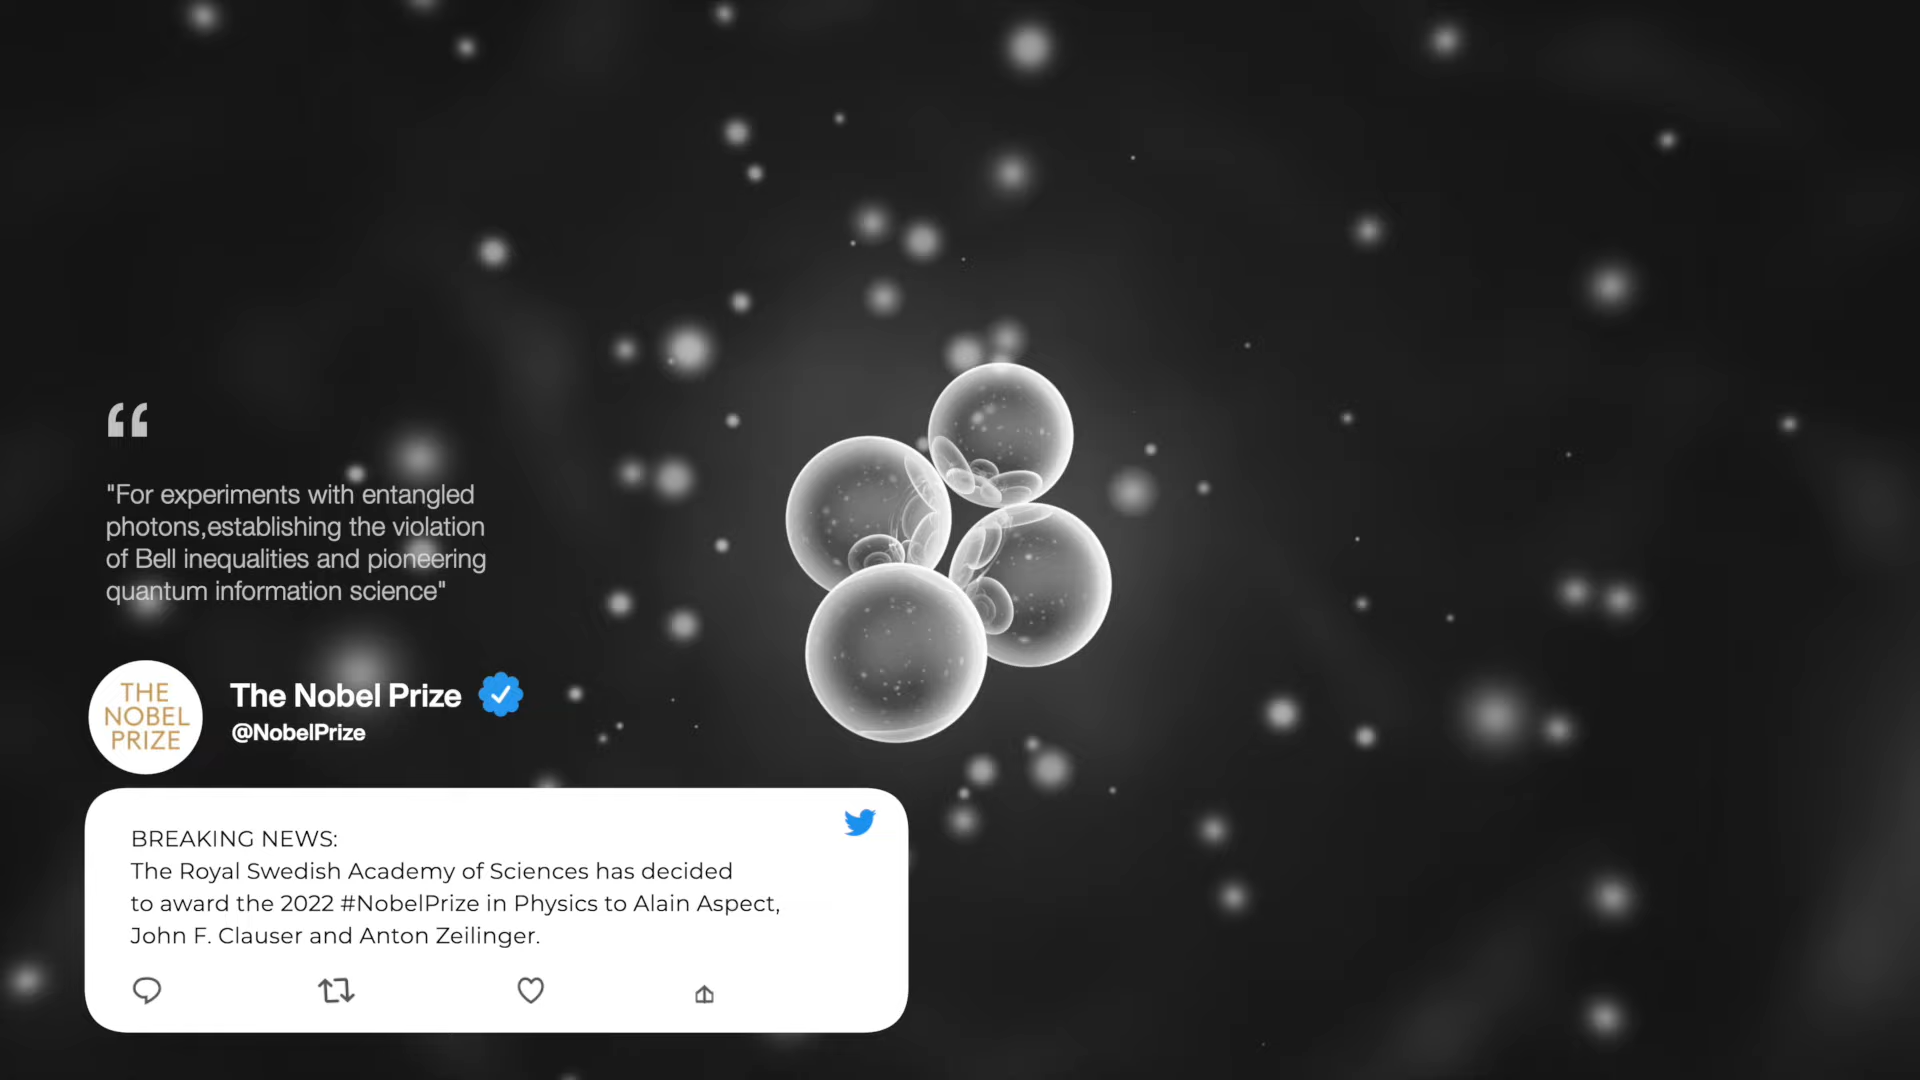 “
"For experiments with entangled
photons,establishing the violation
of Bell inequalities and pioneering
quantum information science"
THE
NOBEL
PRIZE
The Nobel Prize
@NobelPrize
BREAKING NEWS:
The Royal Swedish Academy of Sciences has decided
to award the 2022 #NobelPrize in Physics to Alain Aspect,
John F. Clauser and Anton Zeilinger.